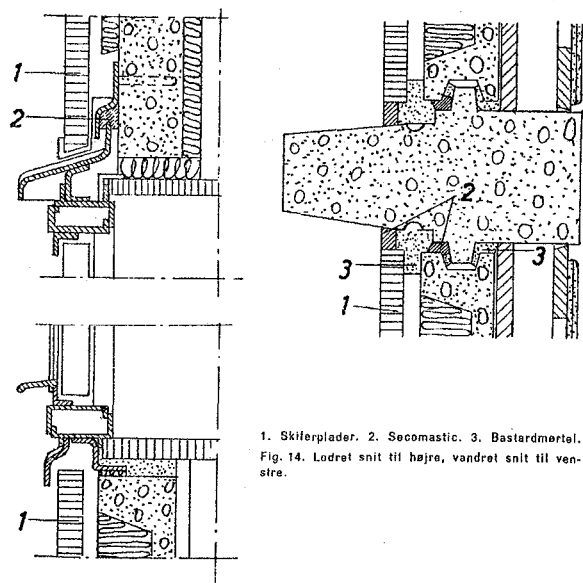 1
2
1
2
3
3
1
1. Skiferplader. 2. Secomastic. 3. Bastardmørtel.
Fig. 14. Lodret snit til højre, vandret snit til ven-
stre.